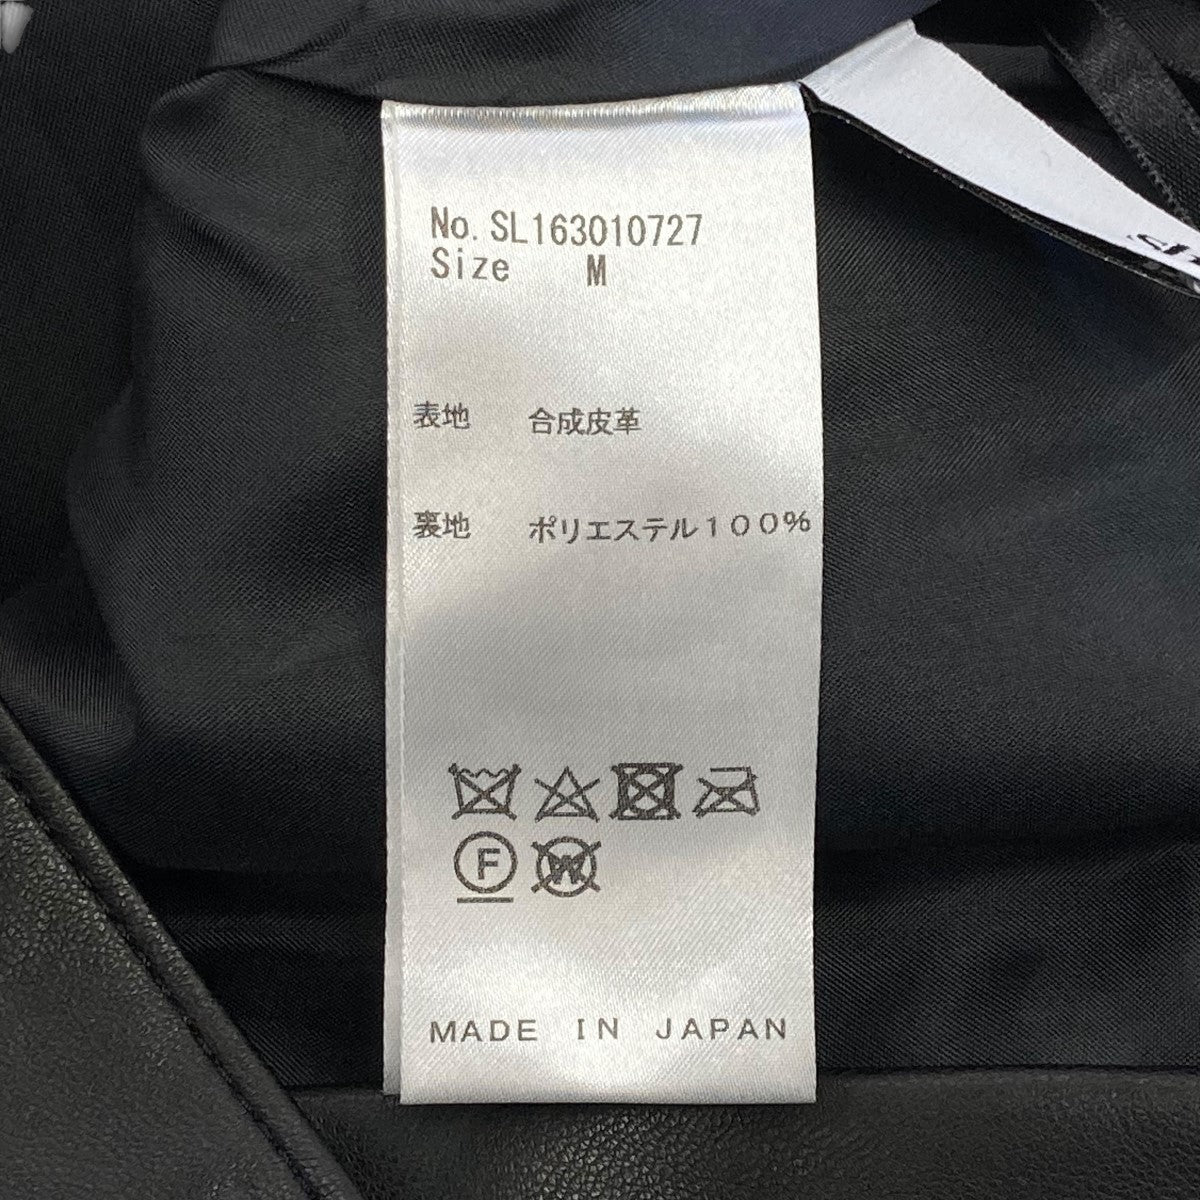 No. SL163010727
Size M
表地 合成皮革
裏地 ポリエステル100%
F
W
MADE IN JAPAN